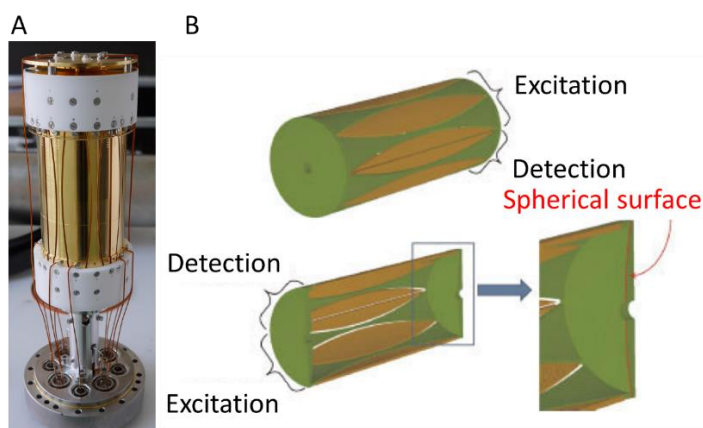 A
B
Excitation
Detection
Spherical surface
Detection
Excitation